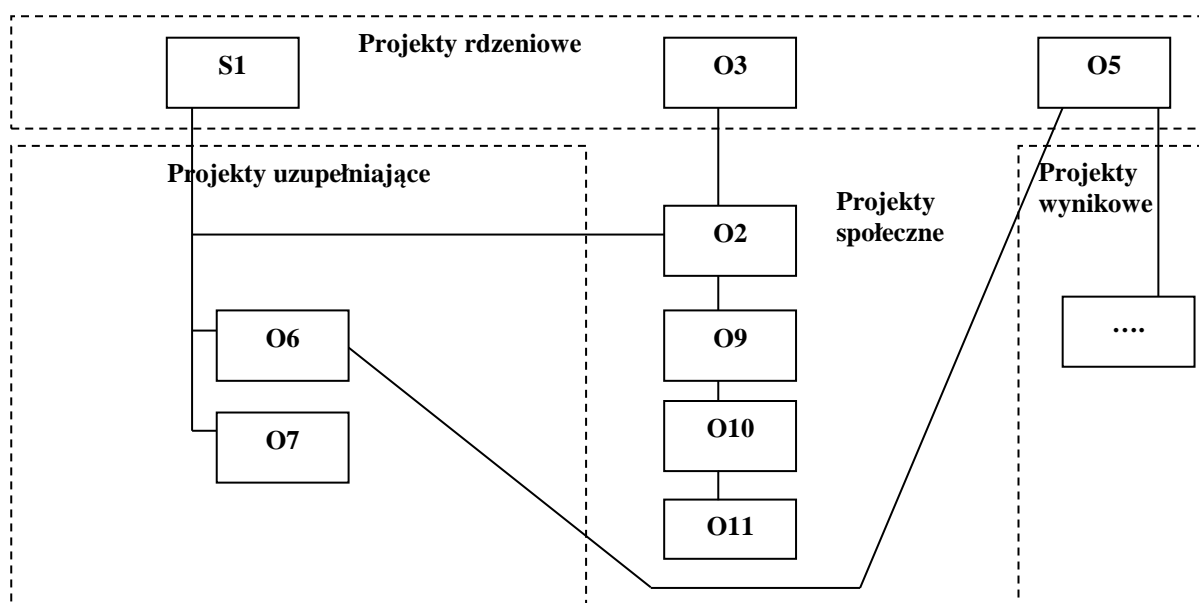 Projekty rdzeniowe
S1
O3
O5
Projekty uzupełniające
Projekty
wynikowe
Projekty
społeczne
O2
O6
O9
....
O7
O10
O11